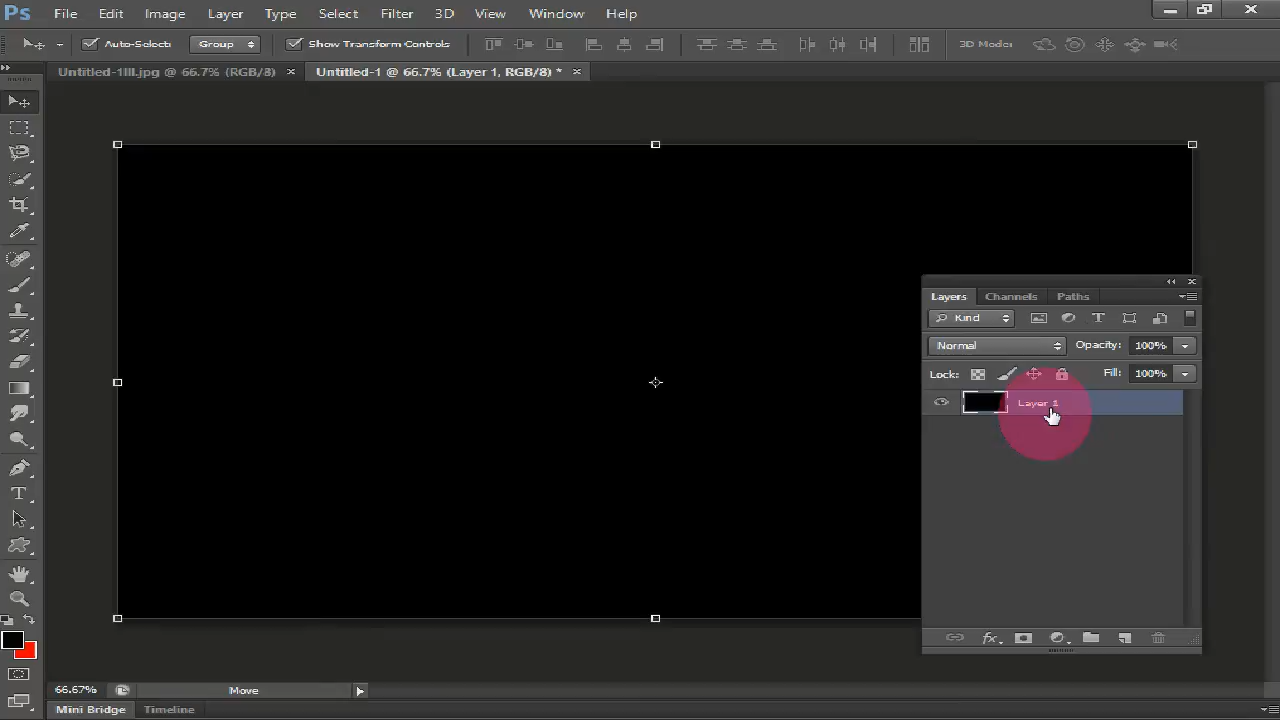 Ps File Edit Image Layer Type Select Filter 3D View Window Help
Auto-Select: Group Show Transform Controls 3D Mode:
Untitled-1lll.jpg @ 66.7% (RGB/8) × Untitled-1 @ 66.7% (Layer 1, RGB/8) * ×
Layers Channels Paths
Kind
Normal Opacity: 100%
Lock: Fill: 100%
Layer 1
fx
66.67% Move
Mini Bridge Timeline